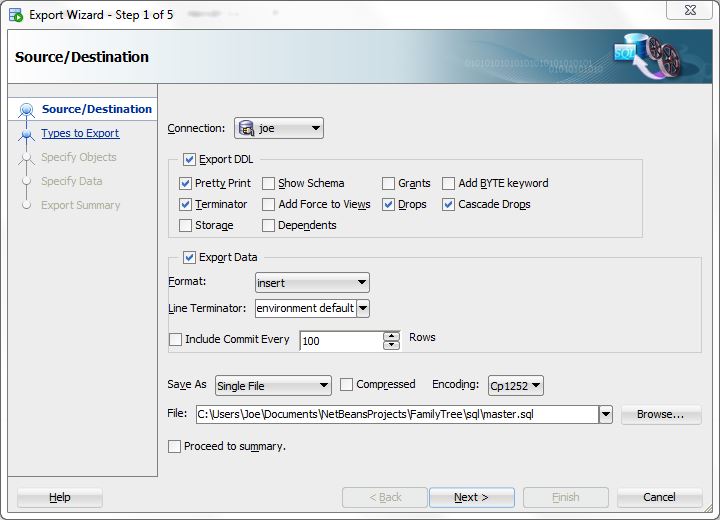 Export Wizard - Step 1 of 5
Source/Destination
SQL
Source/Destination
Types to Export
Specify Objects
Specify Data
Export Summary
Connection: joe
Export DDL
Pretty Print Show Schema Grants Add BYTE keyword
Terminator Add Force to Views Drops Cascade Drops
Storage Dependents
Export Data
Format: insert
Line Terminator: environment default
Include Commit Every 100 Rows
Save As Single File Compressed Encoding: Cp1252
File: C:\Users\Joe\Documents\NetBeansProjects\FamilyTree\sql\master.sql Browse...
Proceed to summary.
Help < Back Next > Finish Cancel